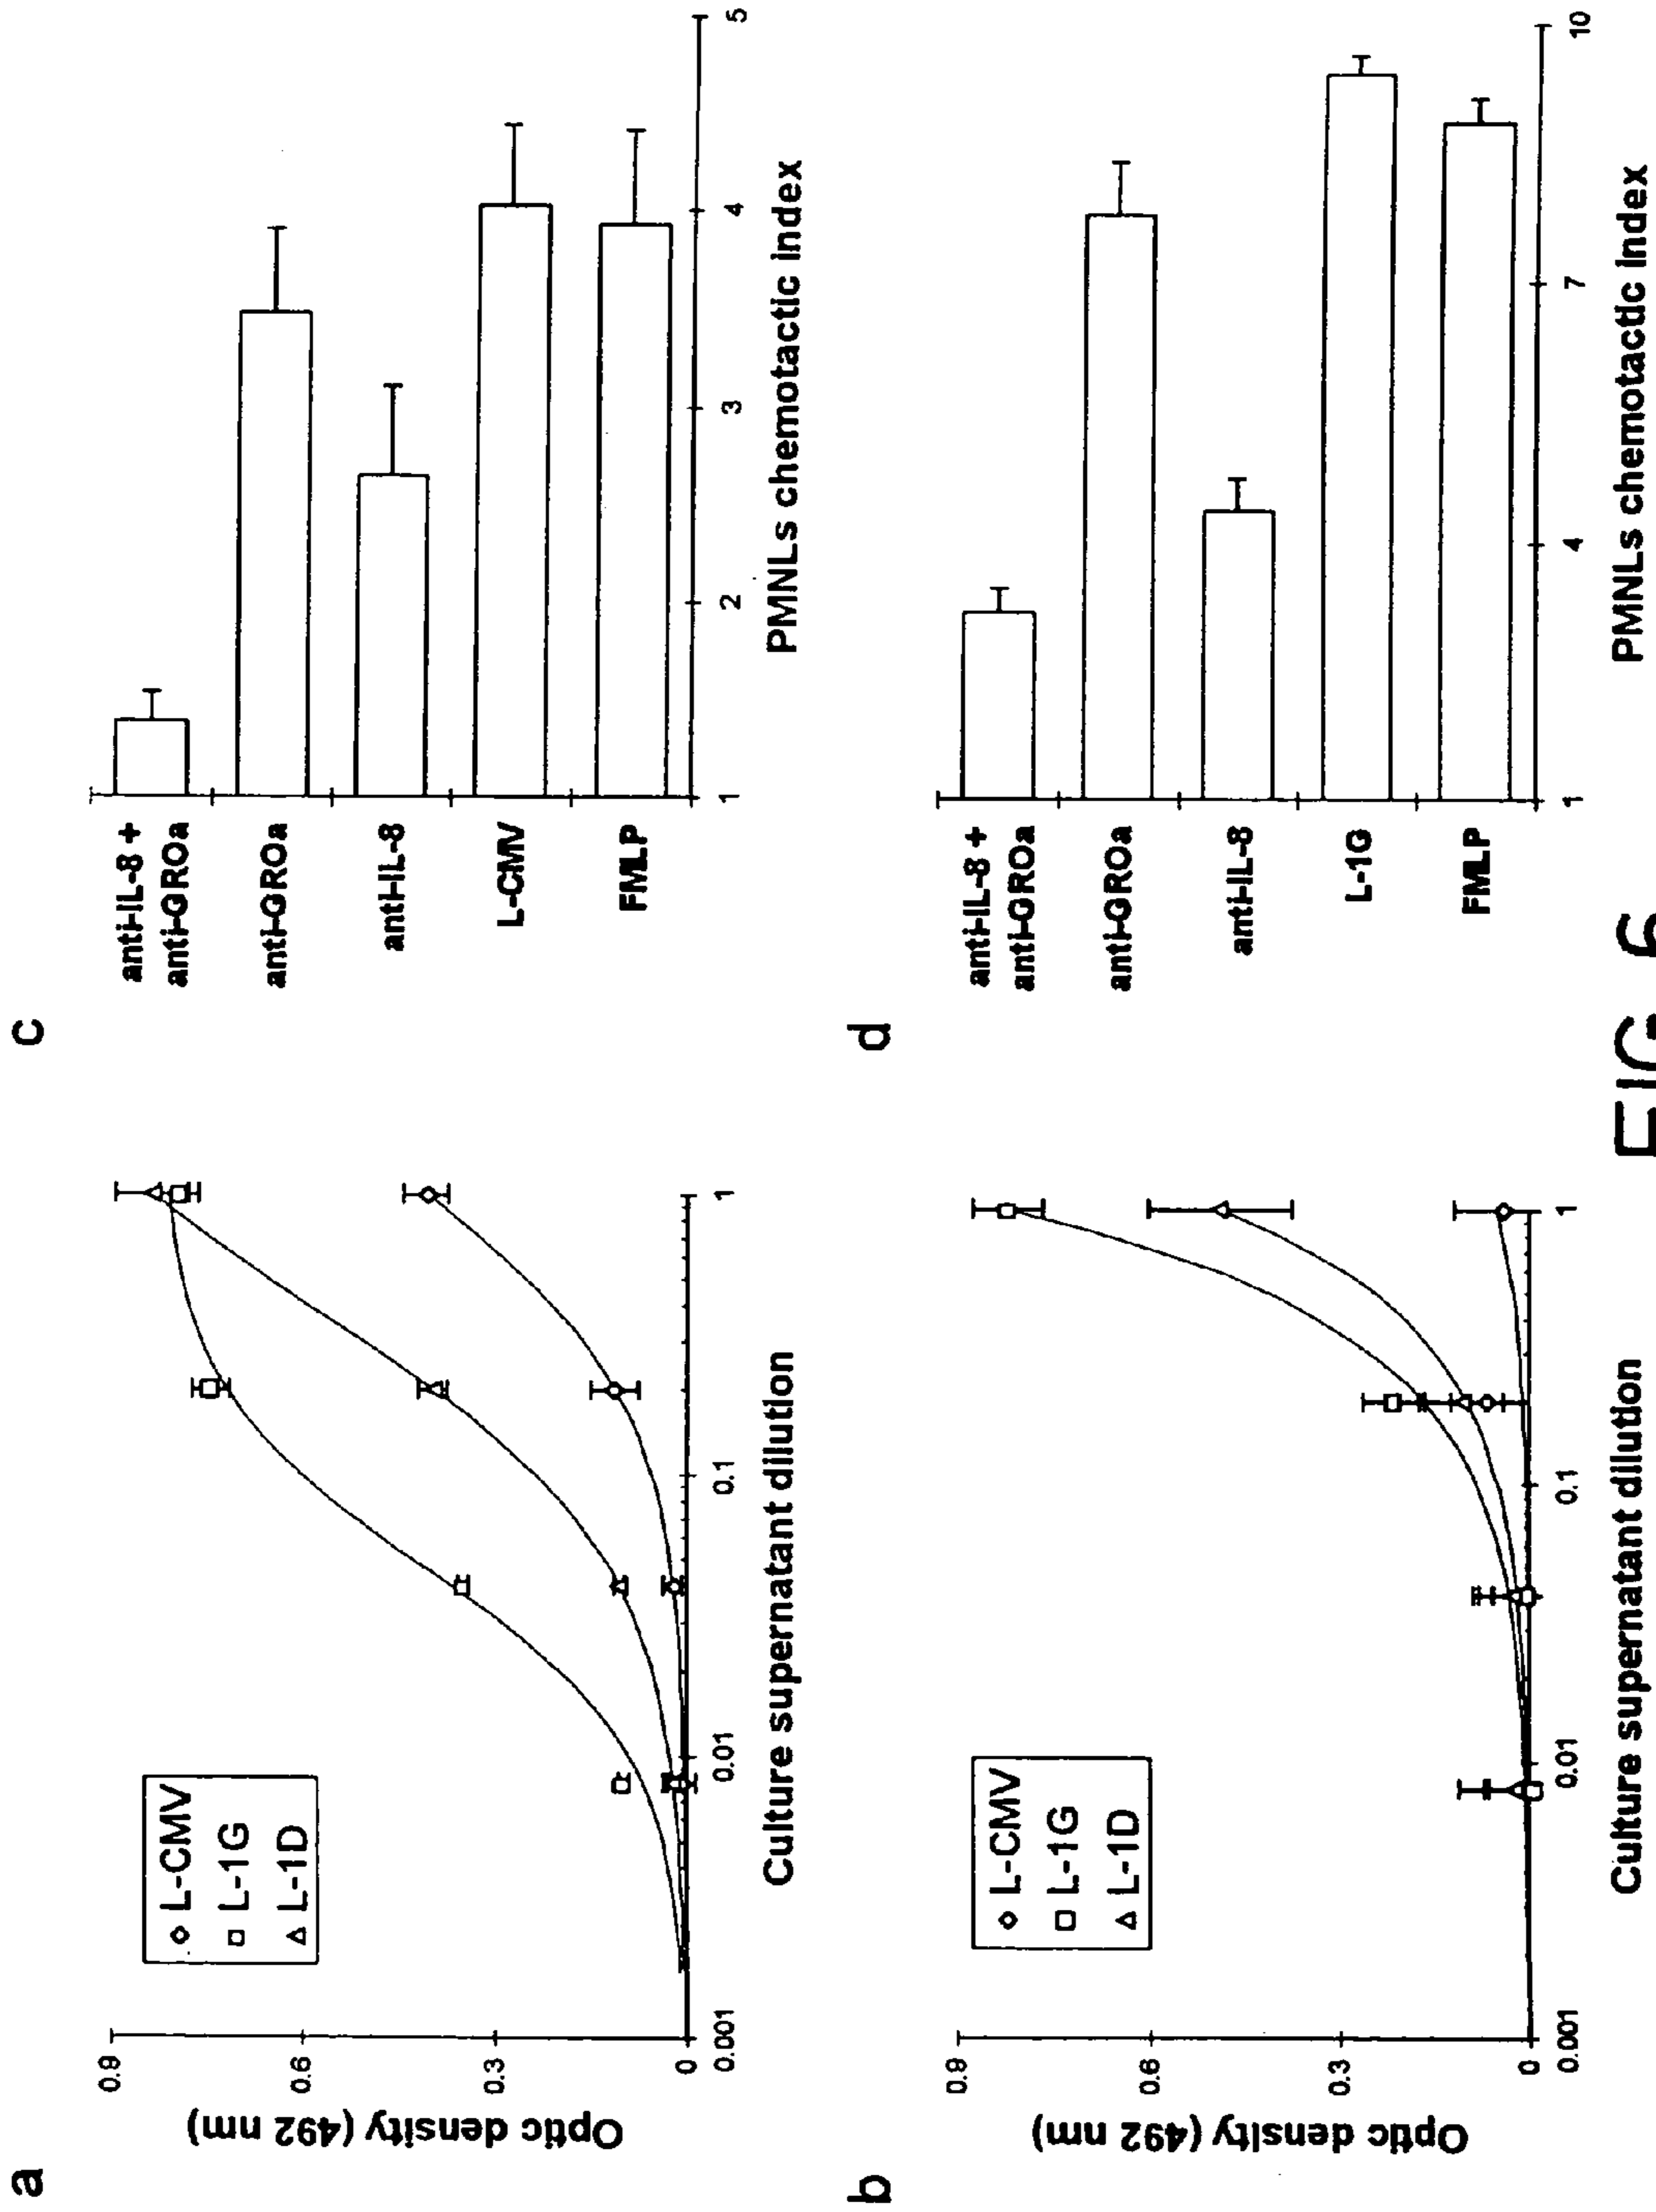 a
Optic density (492 nm)
0.9
0.6
0.3
0
0.001
0.01
0.1
1
Culture supernatant dilution
L-CMV
L-1G
L-1D
c
anti-IL-8 +
anti-GROa
anti-GROa
anti-IL-8
L-CMV
FMLP
1
2
3
4
5
PMNLs chemotactic index
b
Optic density (492 nm)
0.9
0.6
0.3
0
0.001
0.01
0.1
1
Culture supernatant dilution
L-CMV
L-1G
L-1D
d
anti-IL-8 +
anti-GROa
anti-GROa
anti-IL-8
L-1G
FMLP
1
4
7
10
PMNLs chemotactic index
FIG. 6